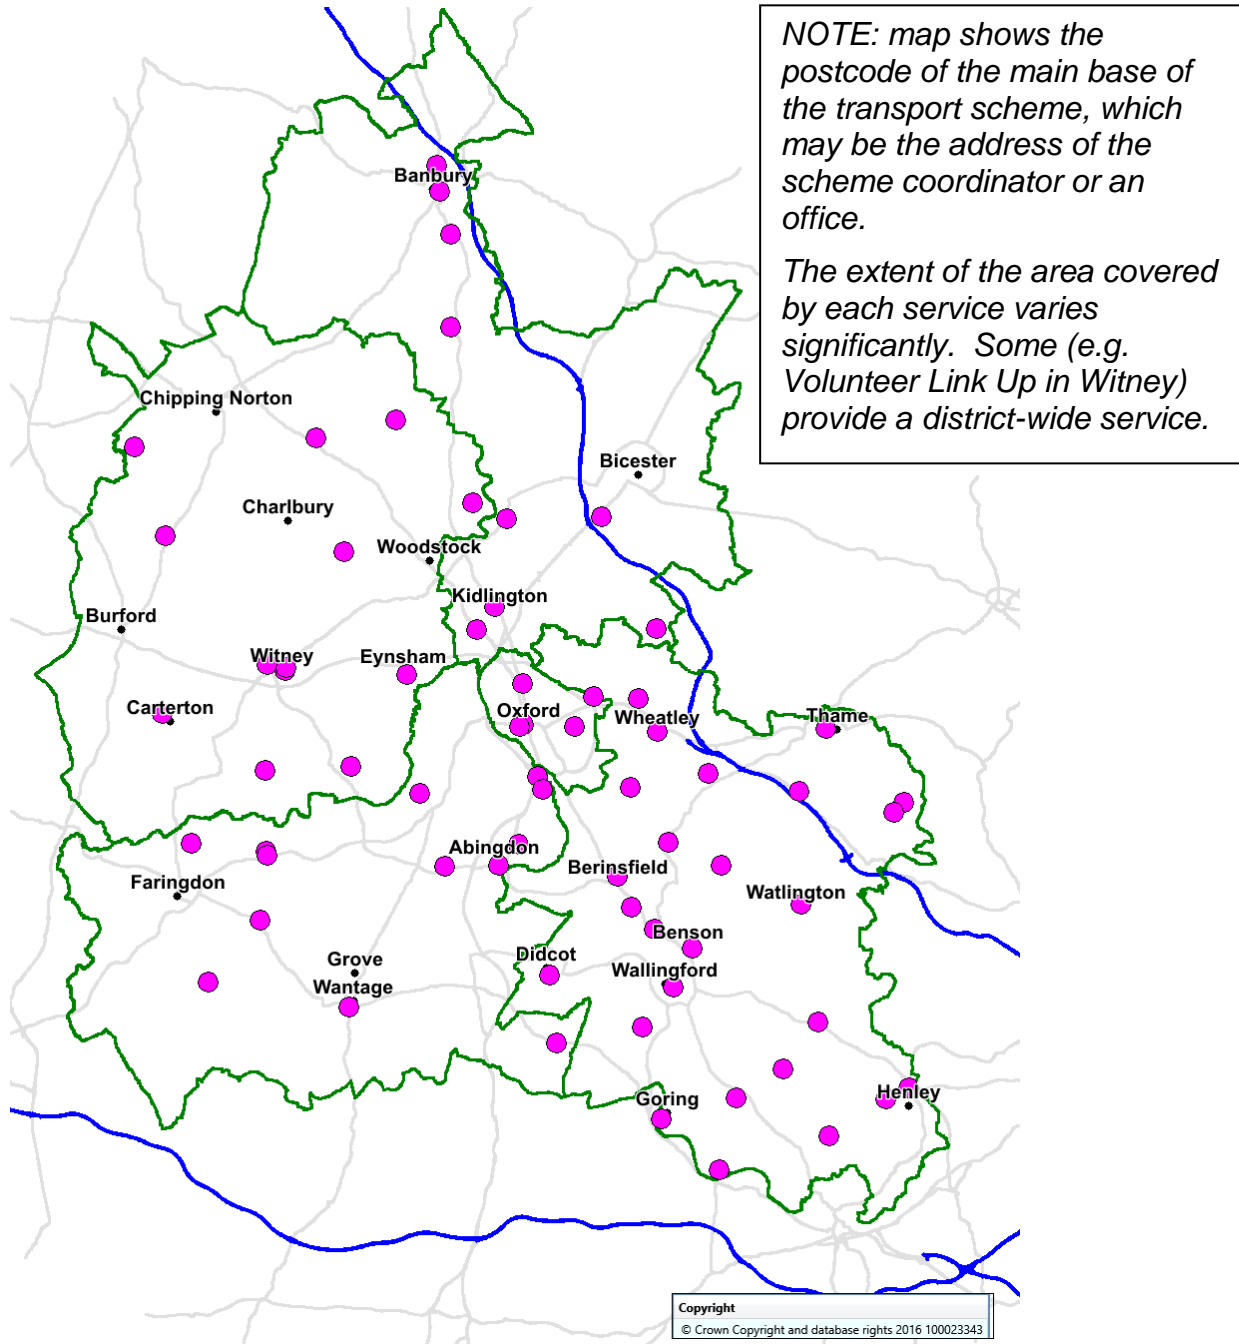 NOTE: map shows the
postcode of the main base of
the transport scheme, which
may be the address of the
scheme coordinator or an
office.
The extent of the area covered
by each service varies
significantly.  Some (e.g.
Volunteer Link Up in Witney)
provide a district-wide service.
Banbury
Chipping Norton
Bicester
Charlbury
Woodstock
Kidlington
Burford
Witney
Eynsham
Carterton
Oxford
Wheatley
Thame
Abingdon
Berinsfield
Faringdon
Watlington
Benson
Didcot
Grove
Wallingford
Wantage
Goring
Henley
Copyright
© Crown Copyright and database rights 2016 100023343